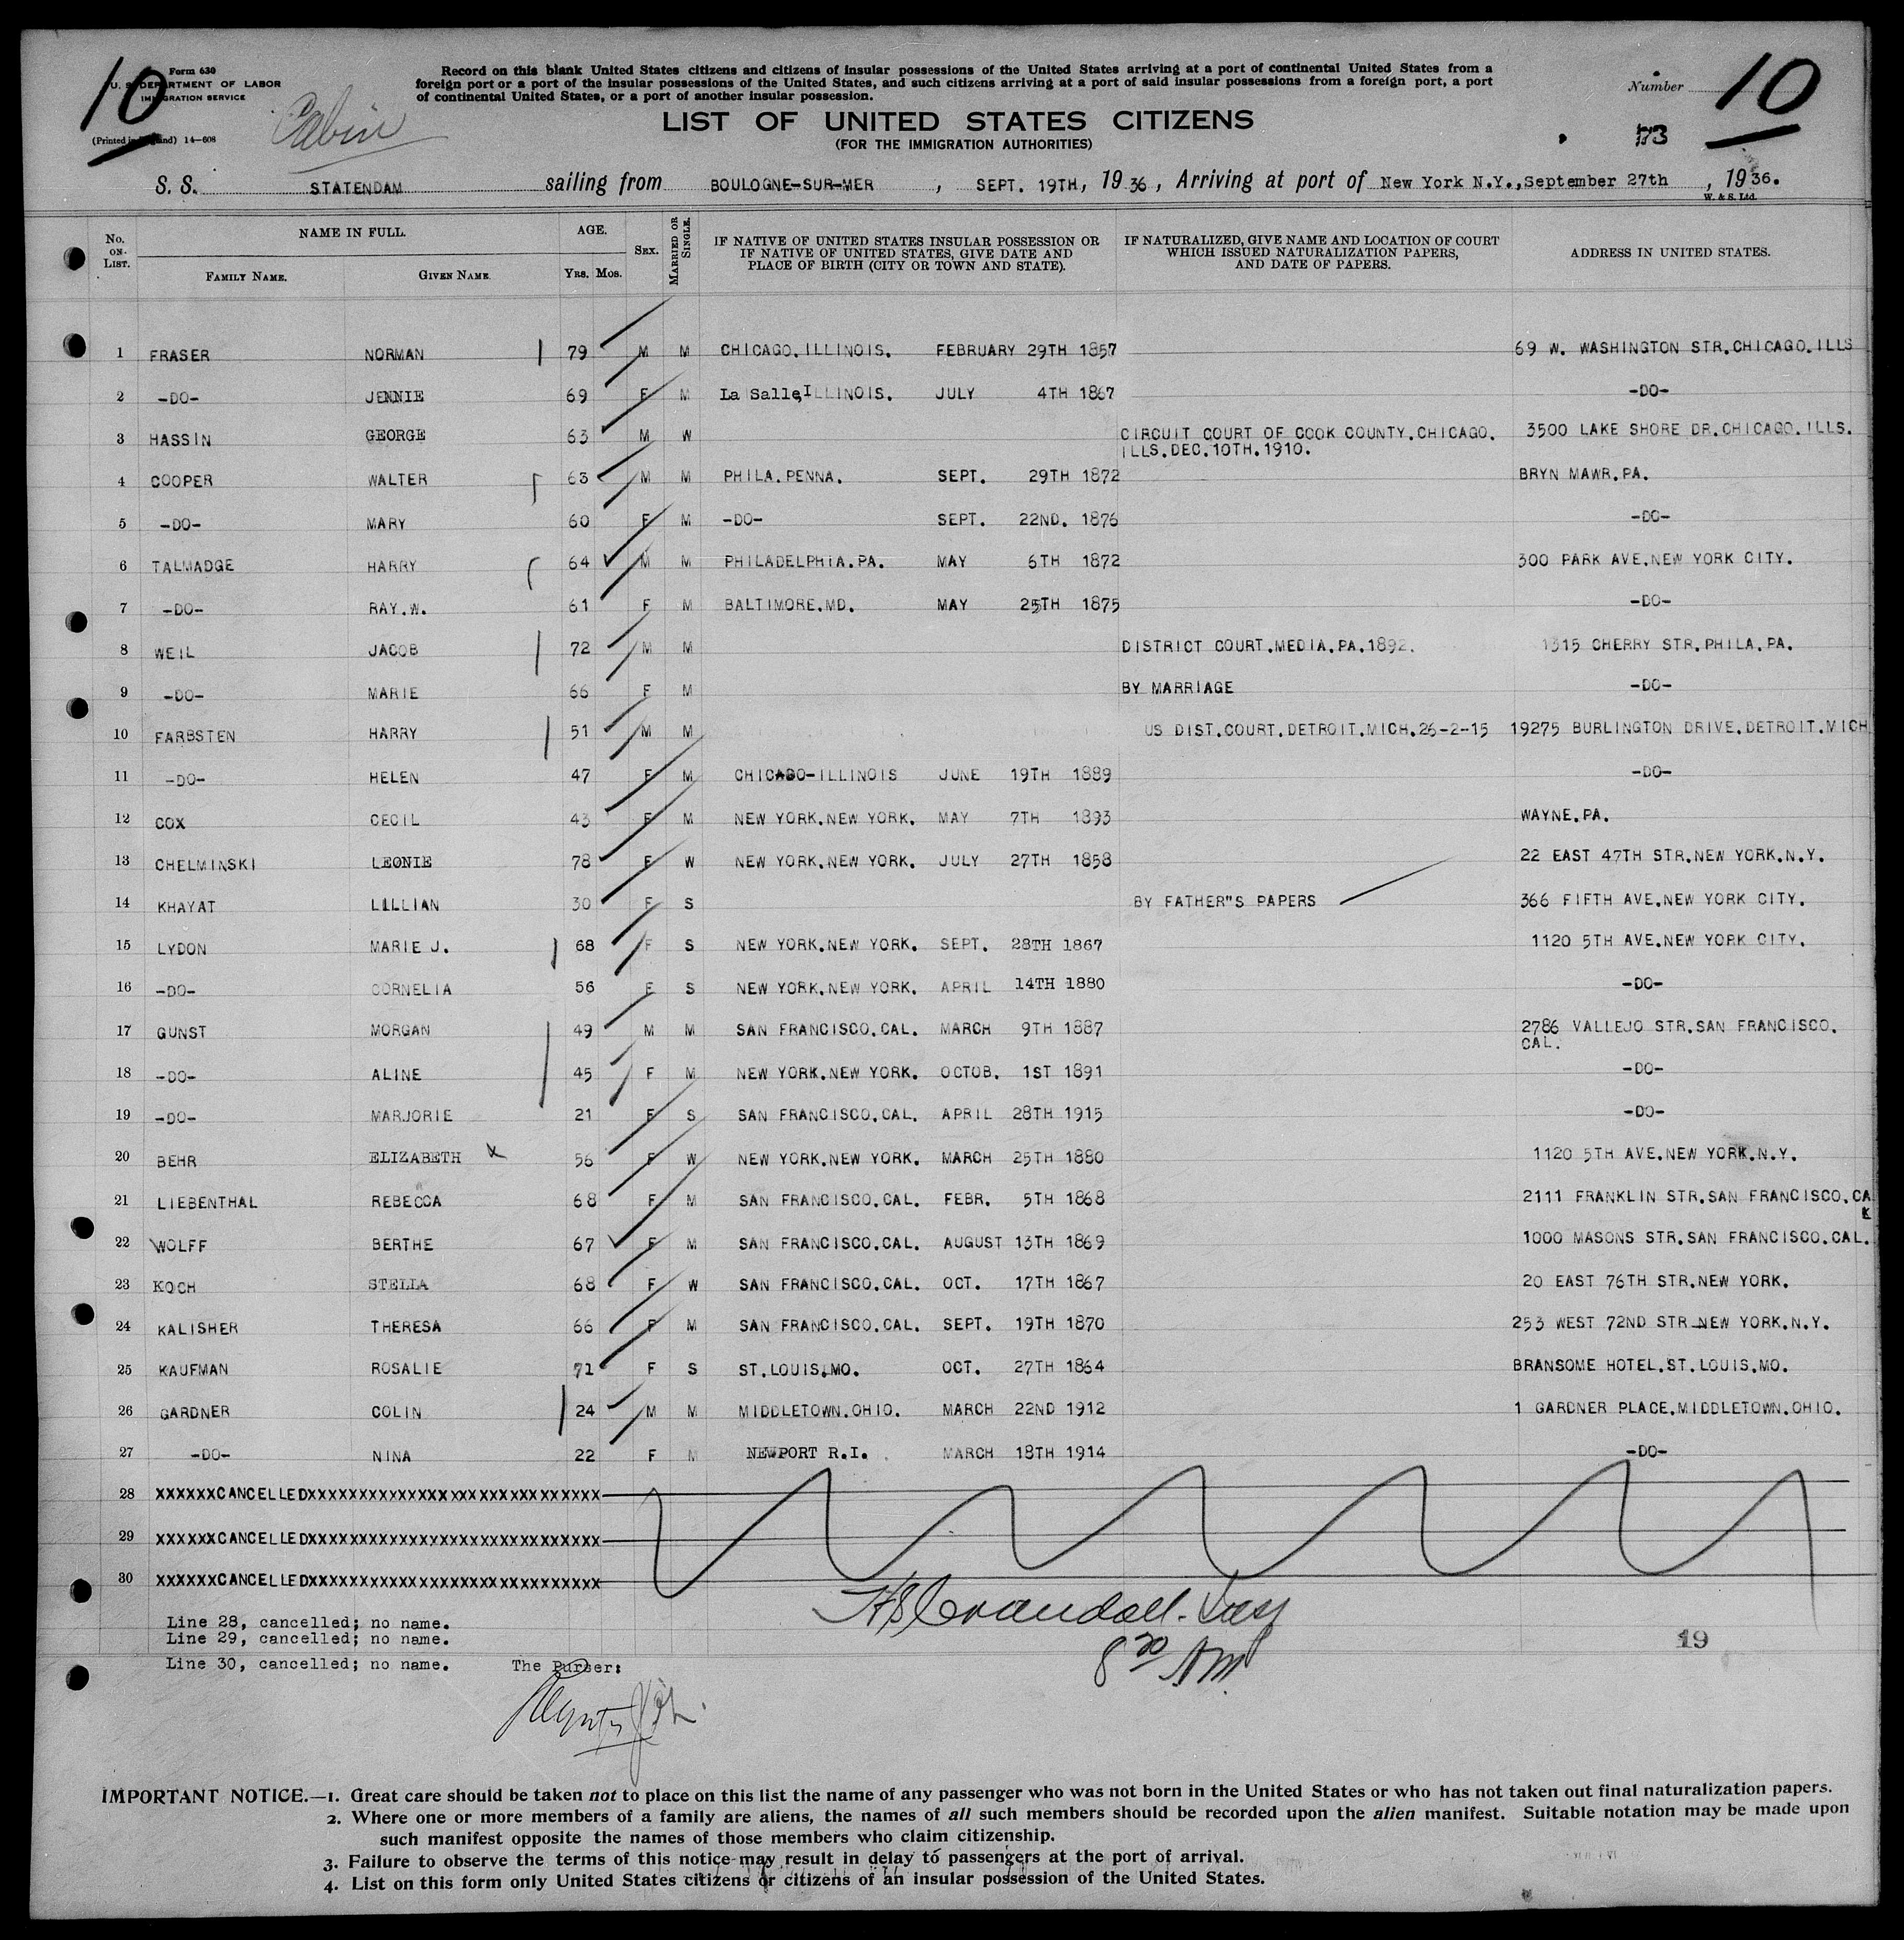 10
Form 630
U. S. DEPARTMENT OF LABOR
IMMIGRATION SERVICE
(Printed in England) 14—608
Cabin
Record on this blank United States citizens and citizens of insular possessions of the United States arriving at a port of continental United States from a
foreign port or a port of the insular possessions of the United States, and such citizens arriving at a port of said insular possessions from a foreign port, a port
of continental United States, or a port of another insular possession.
Number 10
LIST OF UNITED STATES CITIZENS
(FOR THE IMMIGRATION AUTHORITIES)
173
S. S. STATENDAM sailing from BOULOGNE-SUR-MER, SEPT. 19TH, 1936, Arriving at port of New York N.Y., September 27th, 1936.
W. & S. Ltd.
No. ON LIST. NAME IN FULL. FAMILY NAME. GIVEN NAME. AGE. YRS. MOS. SEX. MARRIED OR SINGLE. IF NATIVE OF UNITED STATES INSULAR POSSESSION OR IF NATIVE OF UNITED STATES, GIVE DATE AND PLACE OF BIRTH (CITY OR TOWN AND STATE). IF NATURALIZED, GIVE NAME AND LOCATION OF COURT WHICH ISSUED NATURALIZATION PAPERS, AND DATE OF PAPERS. ADDRESS IN UNITED STATES.
1 FRASER NORMAN 79 M M CHICAGO.ILLINOIS. FEBRUARY 29TH 1857 69 W. WASHINGTON STR.CHICAGO.ILLS
2 -DO- JENNIE 69 F M La Salle,ILLINOIS. JULY 4TH 1867 -DO-
3 HASSIN GEORGE 63 M W CIRCUIT COURT OF COOK COUNTY.CHICAGO. 3500 LAKE SHORE DR.CHICAGO.ILLS.
ILLS.DEC.10TH.1910.
4 COOPER WALTER 63 M M PHILA.PENNA. SEPT. 29TH 1872 BRYN MAWR.PA.
5 -DO- MARY 60 F M -DO- SEPT. 22ND. 1876 -DO-
6 TALMADGE HARRY 64 M M PHILADELPHIA.PA. MAY 6TH 1872 300 PARK AVE.NEW YORK CITY.
7 -DO- RAY.W. 61 F M BALTIMORE.MD. MAY 25TH 1875 -DO-
8 WEIL JACOB 72 M M DISTRICT COURT.MEDIA.PA.1892. 1315 CHERRY STR.PHILA.PA.
9 -DO- MARIE 66 F M BY MARRIAGE -DO-
10 FARBSTEN HARRY 51 M M US DIST.COURT.DETROIT.MICH.26-2-15 19275 BURLINGTON DRIVE.DETROIT.MICH
11 -DO- HELEN 47 F M CHICAGO-ILLINOIS JUNE 19TH 1889 -DO-
12 COX CECIL 43 F M NEW YORK.NEW YORK. MAY 7TH 1893 WAYNE.PA.
13 CHELMINSKI LEONIE 78 F W NEW YORK.NEW YORK. JULY 27TH 1858 22 EAST 47TH STR.NEW YORK.N.Y.
14 KHAYAT LILLIAN 30 F S BY FATHER"S PAPERS 366 FIFTH AVE.NEW YORK CITY.
15 LYDON MARIE J. 68 F S NEW YORK.NEW YORK. SEPT. 28TH 1867 1120 5TH AVE.NEW YORK CITY.
16 -DO- CORNELIA 56 F S NEW YORK.NEW YORK. APRIL 14TH 1880 -DO-
17 GUNST MORGAN 49 M M SAN FRANCISCO.CAL. MARCH 9TH 1887 2786 VALLEJO STR.SAN FRANCISCO.
CAL.
18 -DO- ALINE 45 F M NEW YORK.NEW YORK. OCTOB. 1ST 1891 -DO-
19 -DO- MARJORIE 21 F S SAN FRANCISCO.CAL. APRIL 28TH 1915 -DO-
20 BEHR ELIZABETH x 56 F W NEW YORK.NEW YORK. MARCH 25TH 1880 1120 5TH AVE.NEW YORK.N.Y.
21 LIEBENTHAL REBECCA 68 F M SAN FRANCISCO.CAL. FEBR. 5TH 1868 2111 FRANKLIN STR.SAN FRANCISCO.CA
22 WOLFF BERTHE 67 F M SAN FRANCISCO.CAL. AUGUST 13TH 1869 1000 MASONS STR.SAN FRANCISCO.CAL.
23 KOCH STELLA 68 F W SAN FRANCISCO.CAL. OCT. 17TH 1867 20 EAST 76TH STR.NEW YORK.
24 KALISHER THERESA 66 F M SAN FRANCISCO.CAL. SEPT. 19TH 1870 253 WEST 72ND STR-NEW YORK.N.Y.
25 KAUFMAN ROSALIE 71 F S ST.LOUIS.MO. OCT. 27TH 1864 BRANSOME HOTEL.ST.LOUIS.MO.
26 GARDNER COLIN 24 M M MIDDLETOWN.OHIO. MARCH 22ND 1912 1 GARDNER PLACE.MIDDLETOWN.OHIO.
27 -DO- NINA 22 F M NEWPORT R.I. MARCH 18TH 1914 -DO-
28 XXXXXXCANCELLEDXXXXXXXXXXXXXXXXXXXXXXXXXXXXXX
29 XXXXXXCANCELLEDXXXXXXXXXXXXXXXXXXXXXXXXXXXXXX
30 XXXXXXCANCELLEDXXXXXXXXXXXXXXXXXXXXXXXXXXXXXX
Line 28, cancelled; no name.
Line 29, cancelled; no name.
Line 30, cancelled; no name. The Purser:
Crandall
8 20 AM
19
IMPORTANT NOTICE.—1. Great care should be taken not to place on this list the name of any passenger who was not born in the United States or who has not taken out final naturalization papers.
2. Where one or more members of a family are aliens, the names of all such members should be recorded upon the alien manifest. Suitable notation may be made upon
such manifest opposite the names of those members who claim citizenship.
3. Failure to observe the terms of this notice may result in delay to passengers at the port of arrival.
4. List on this form only United States citizens or citizens of an insular possession of the United States.